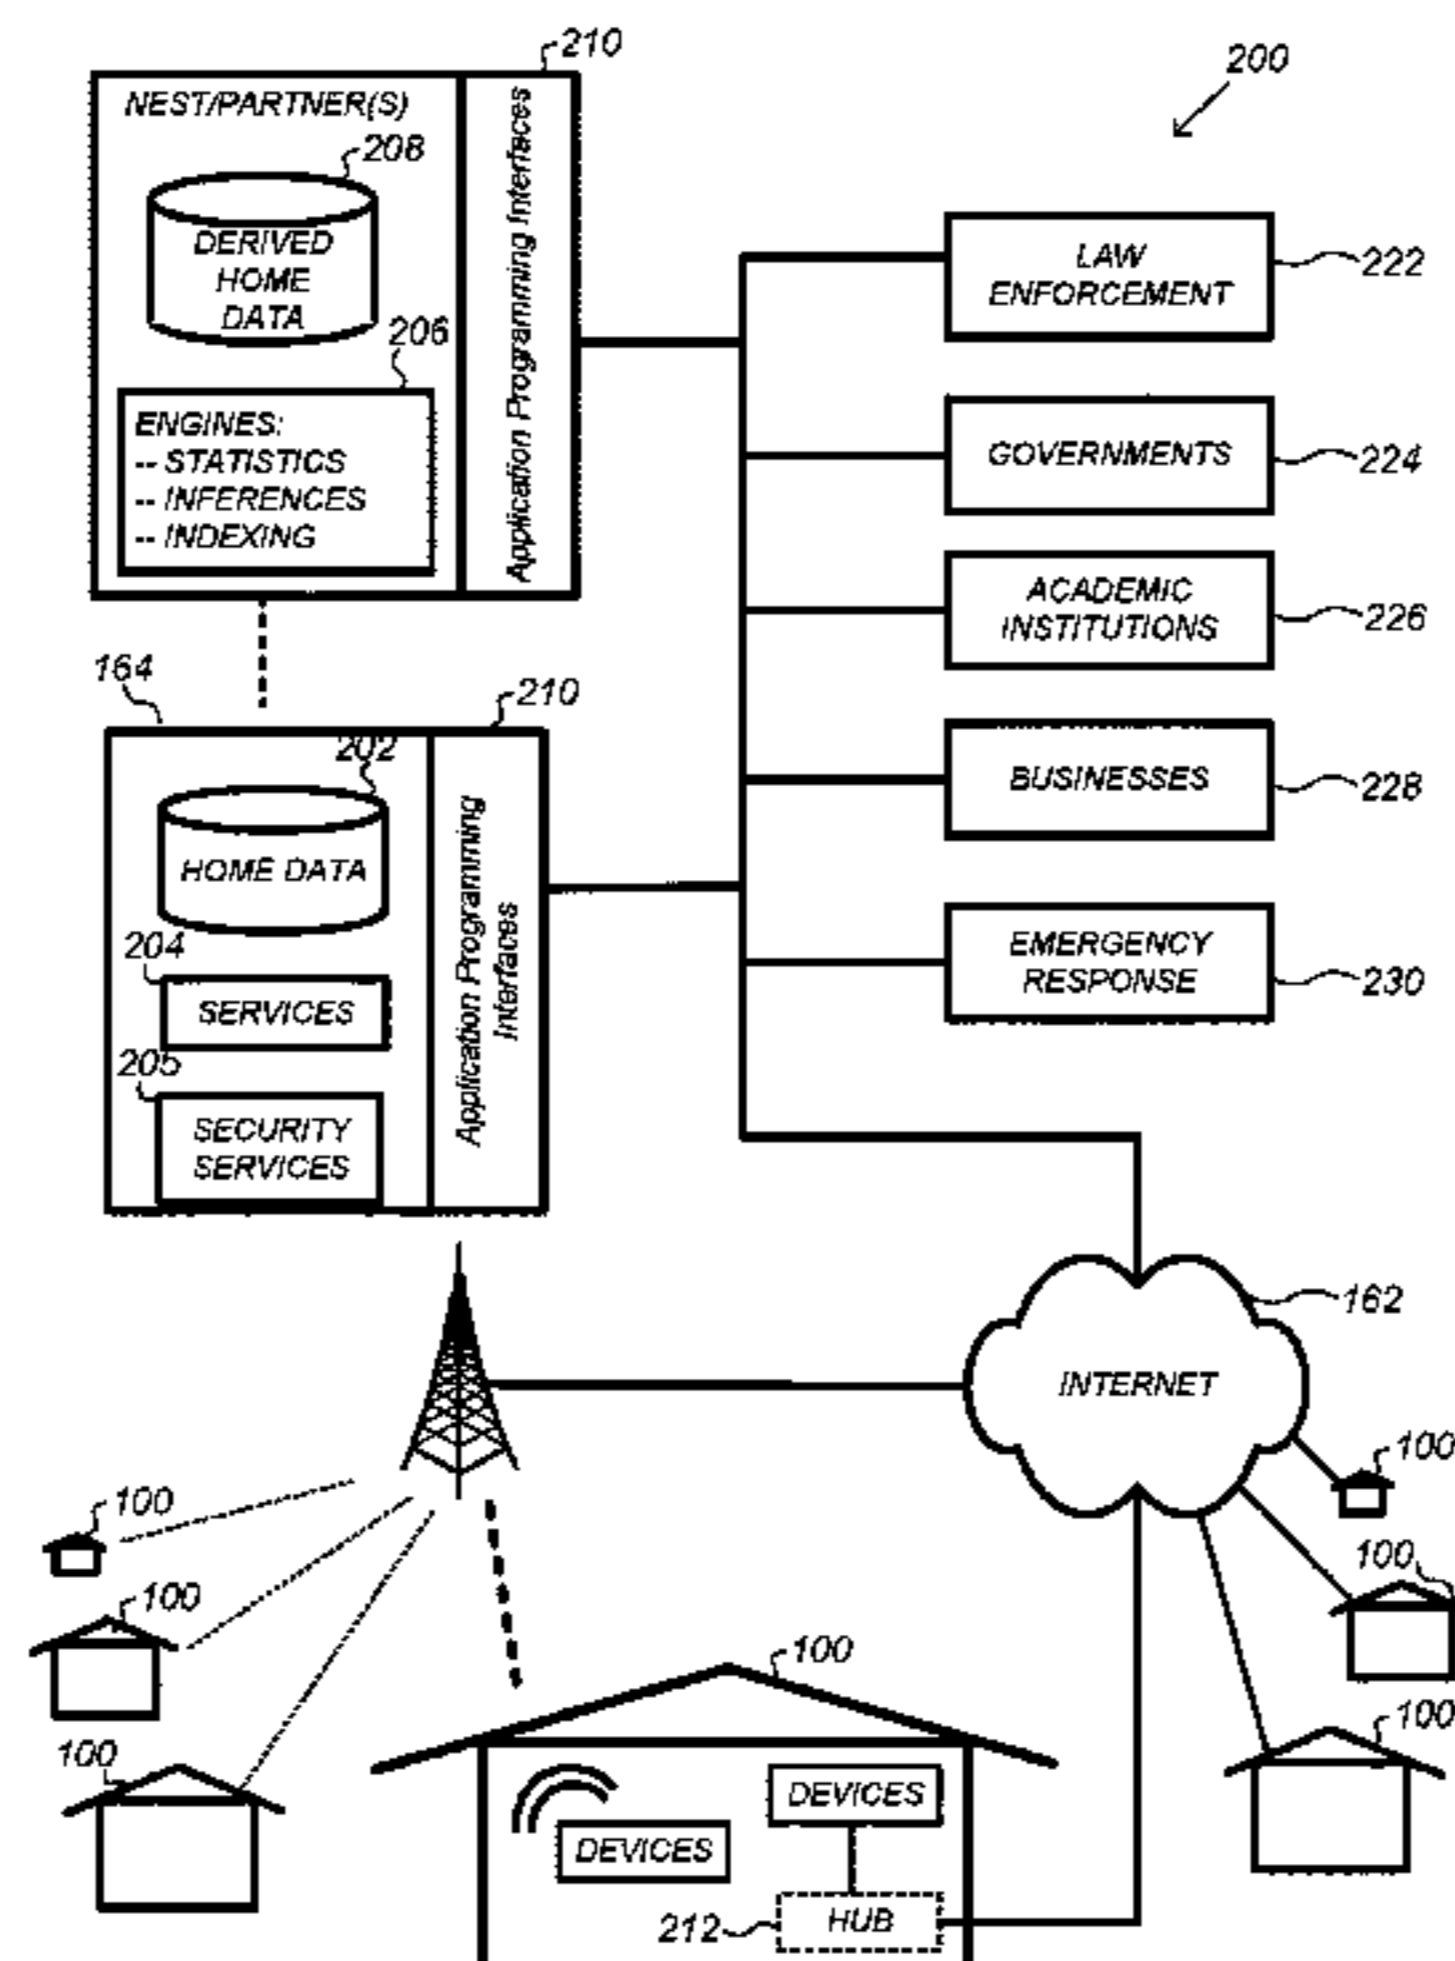 210
200
NEST/PARTNER(S)
208
DERIVED
HOME
DATA
206
ENGINES:
-- STATISTICS
-- INFERENCES
-- INDEXING
Application Programming Interfaces
LAW
ENFORCEMENT
222
GOVERNMENTS
224
ACADEMIC
INSTITUTIONS
226
BUSINESSES
228
EMERGENCY
RESPONSE
230
164
210
202
HOME DATA
204
SERVICES
205
SECURITY
SERVICES
Application Programming
Interfaces
162
INTERNET
100
100
100
100
100
100
100
DEVICES
DEVICES
212
HUB